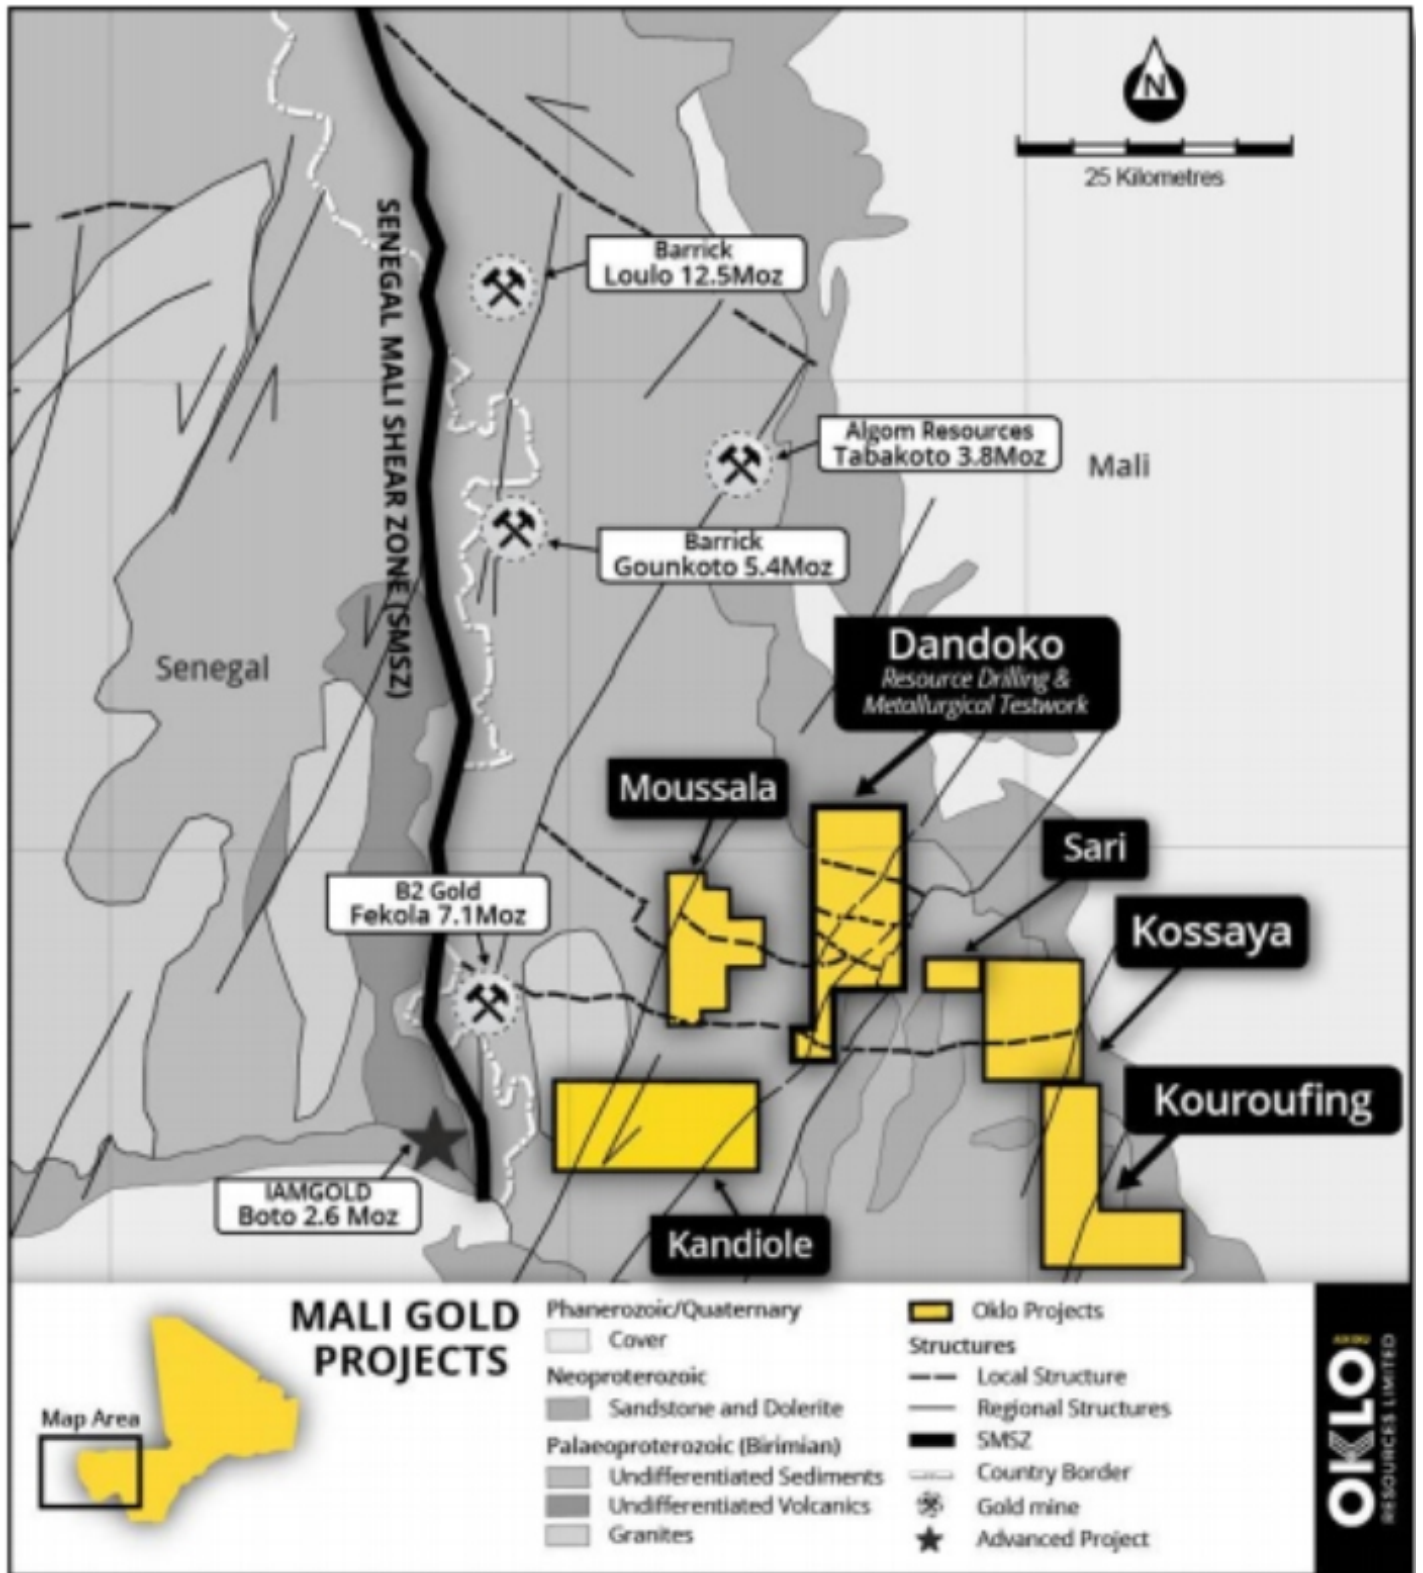 N
25 Kilometres
SENEGAL MALI SHEAR ZONE (SMSZ)
Barrick
Loulo 12.5Moz
Algom Resources
Tabakoto 3.8Moz
Mali
Barrick
Gounkoto 5.4Moz
Senegal
Dandoko
Resource Drilling &
Metallurgical Testwork
Moussala
Sari
B2 Gold
Fekola 7.1Moz
Kossaya
Kouroufing
IAMGOLD
Boto 2.6 Moz
Kandiole
MALI GOLD
PROJECTS
Map Area
Phanerozoic/Quaternary
Cover
Neoproterozoic
Sandstone and Dolerite
Palaeoproterozoic (Birimian)
Undifferentiated Sediments
Undifferentiated Volcanics
Granites
Oklo Projects
Structures
Local Structure
Regional Structures
SMSZ
Country Border
Gold mine
Advanced Project
OKLO
RESOURCES LIMITED